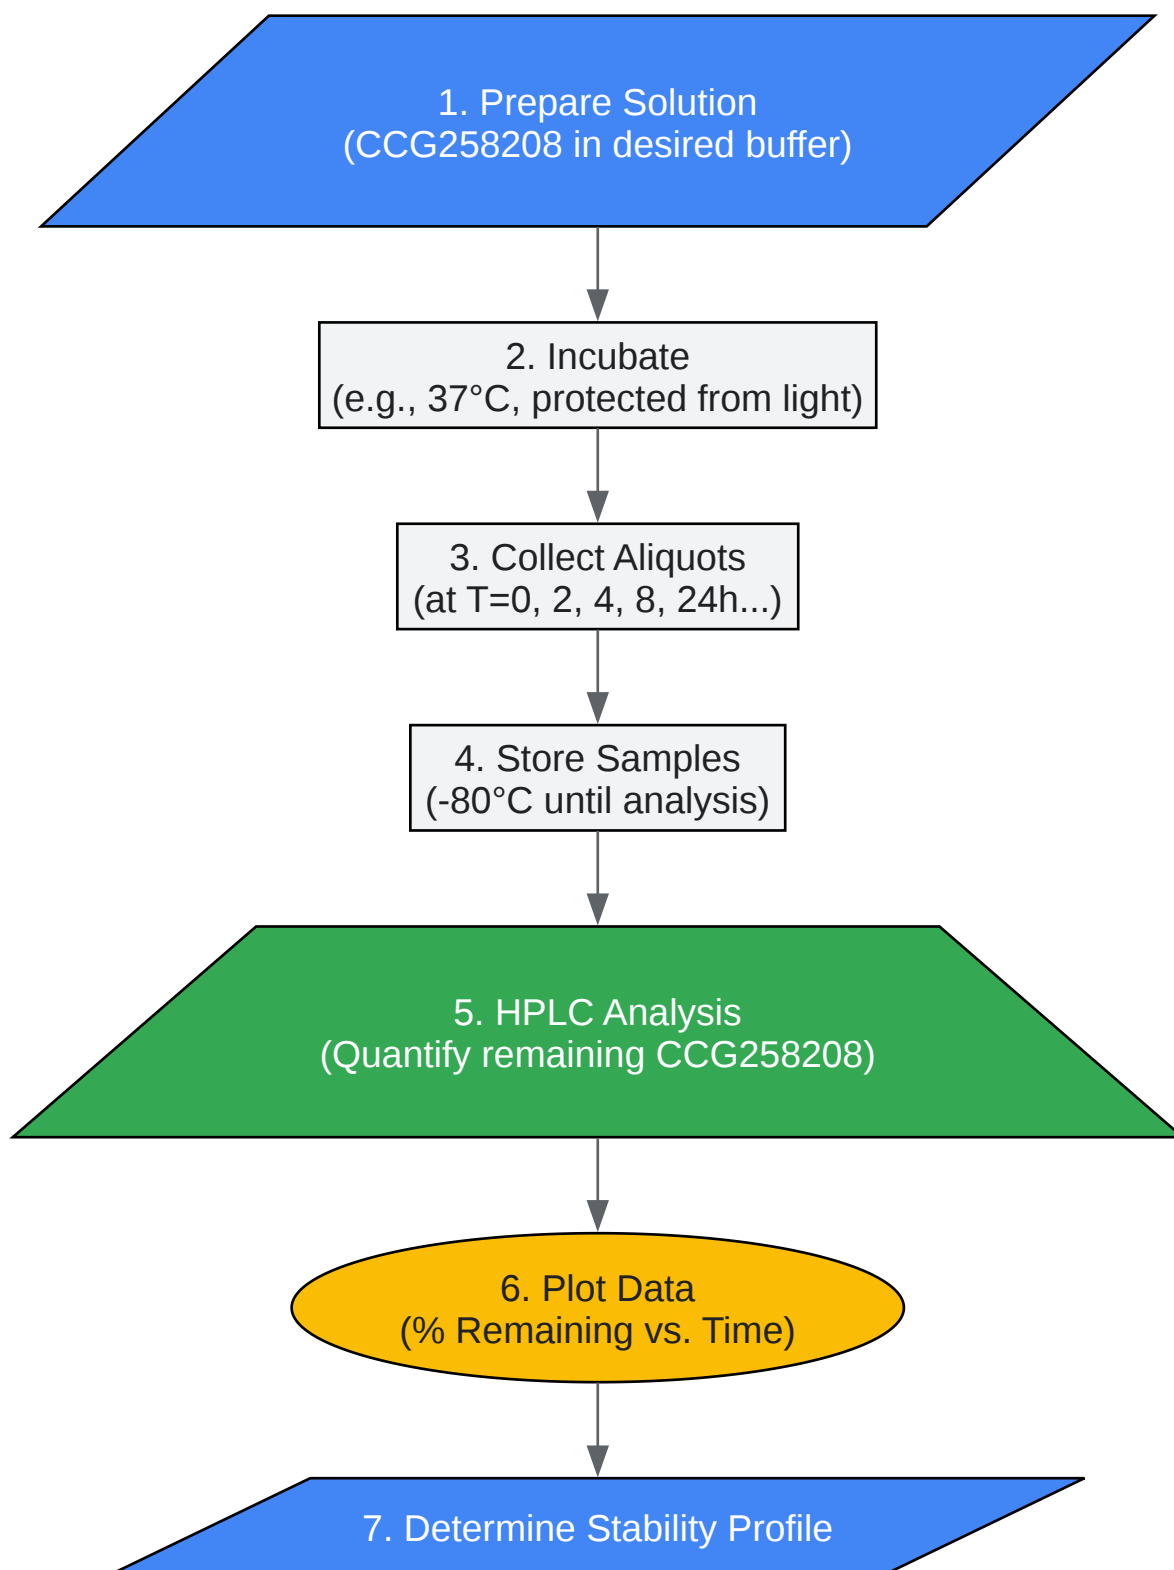 1. Prepare Solution
(CCG258208 in desired buffer)
2. Incubate
(e.g., 37°C, protected from light)
3. Collect Aliquots
(at T=0, 2, 4, 8, 24h...)
4. Store Samples
(-80°C until analysis)
5. HPLC Analysis
(Quantify remaining CCG258208)
6. Plot Data
(% Remaining vs. Time)
7. Determine Stability Profile